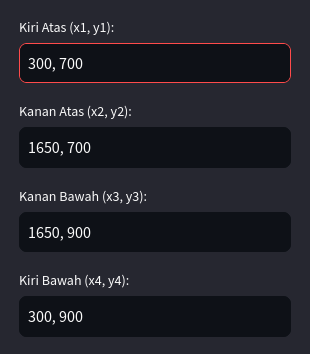 Kiri Atas (x1, y1):
300, 700
Kanan Atas (x2, y2):
1650, 700
Kanan Bawah (x3, y3):
1650, 900
Kiri Bawah (x4, y4):
300, 900